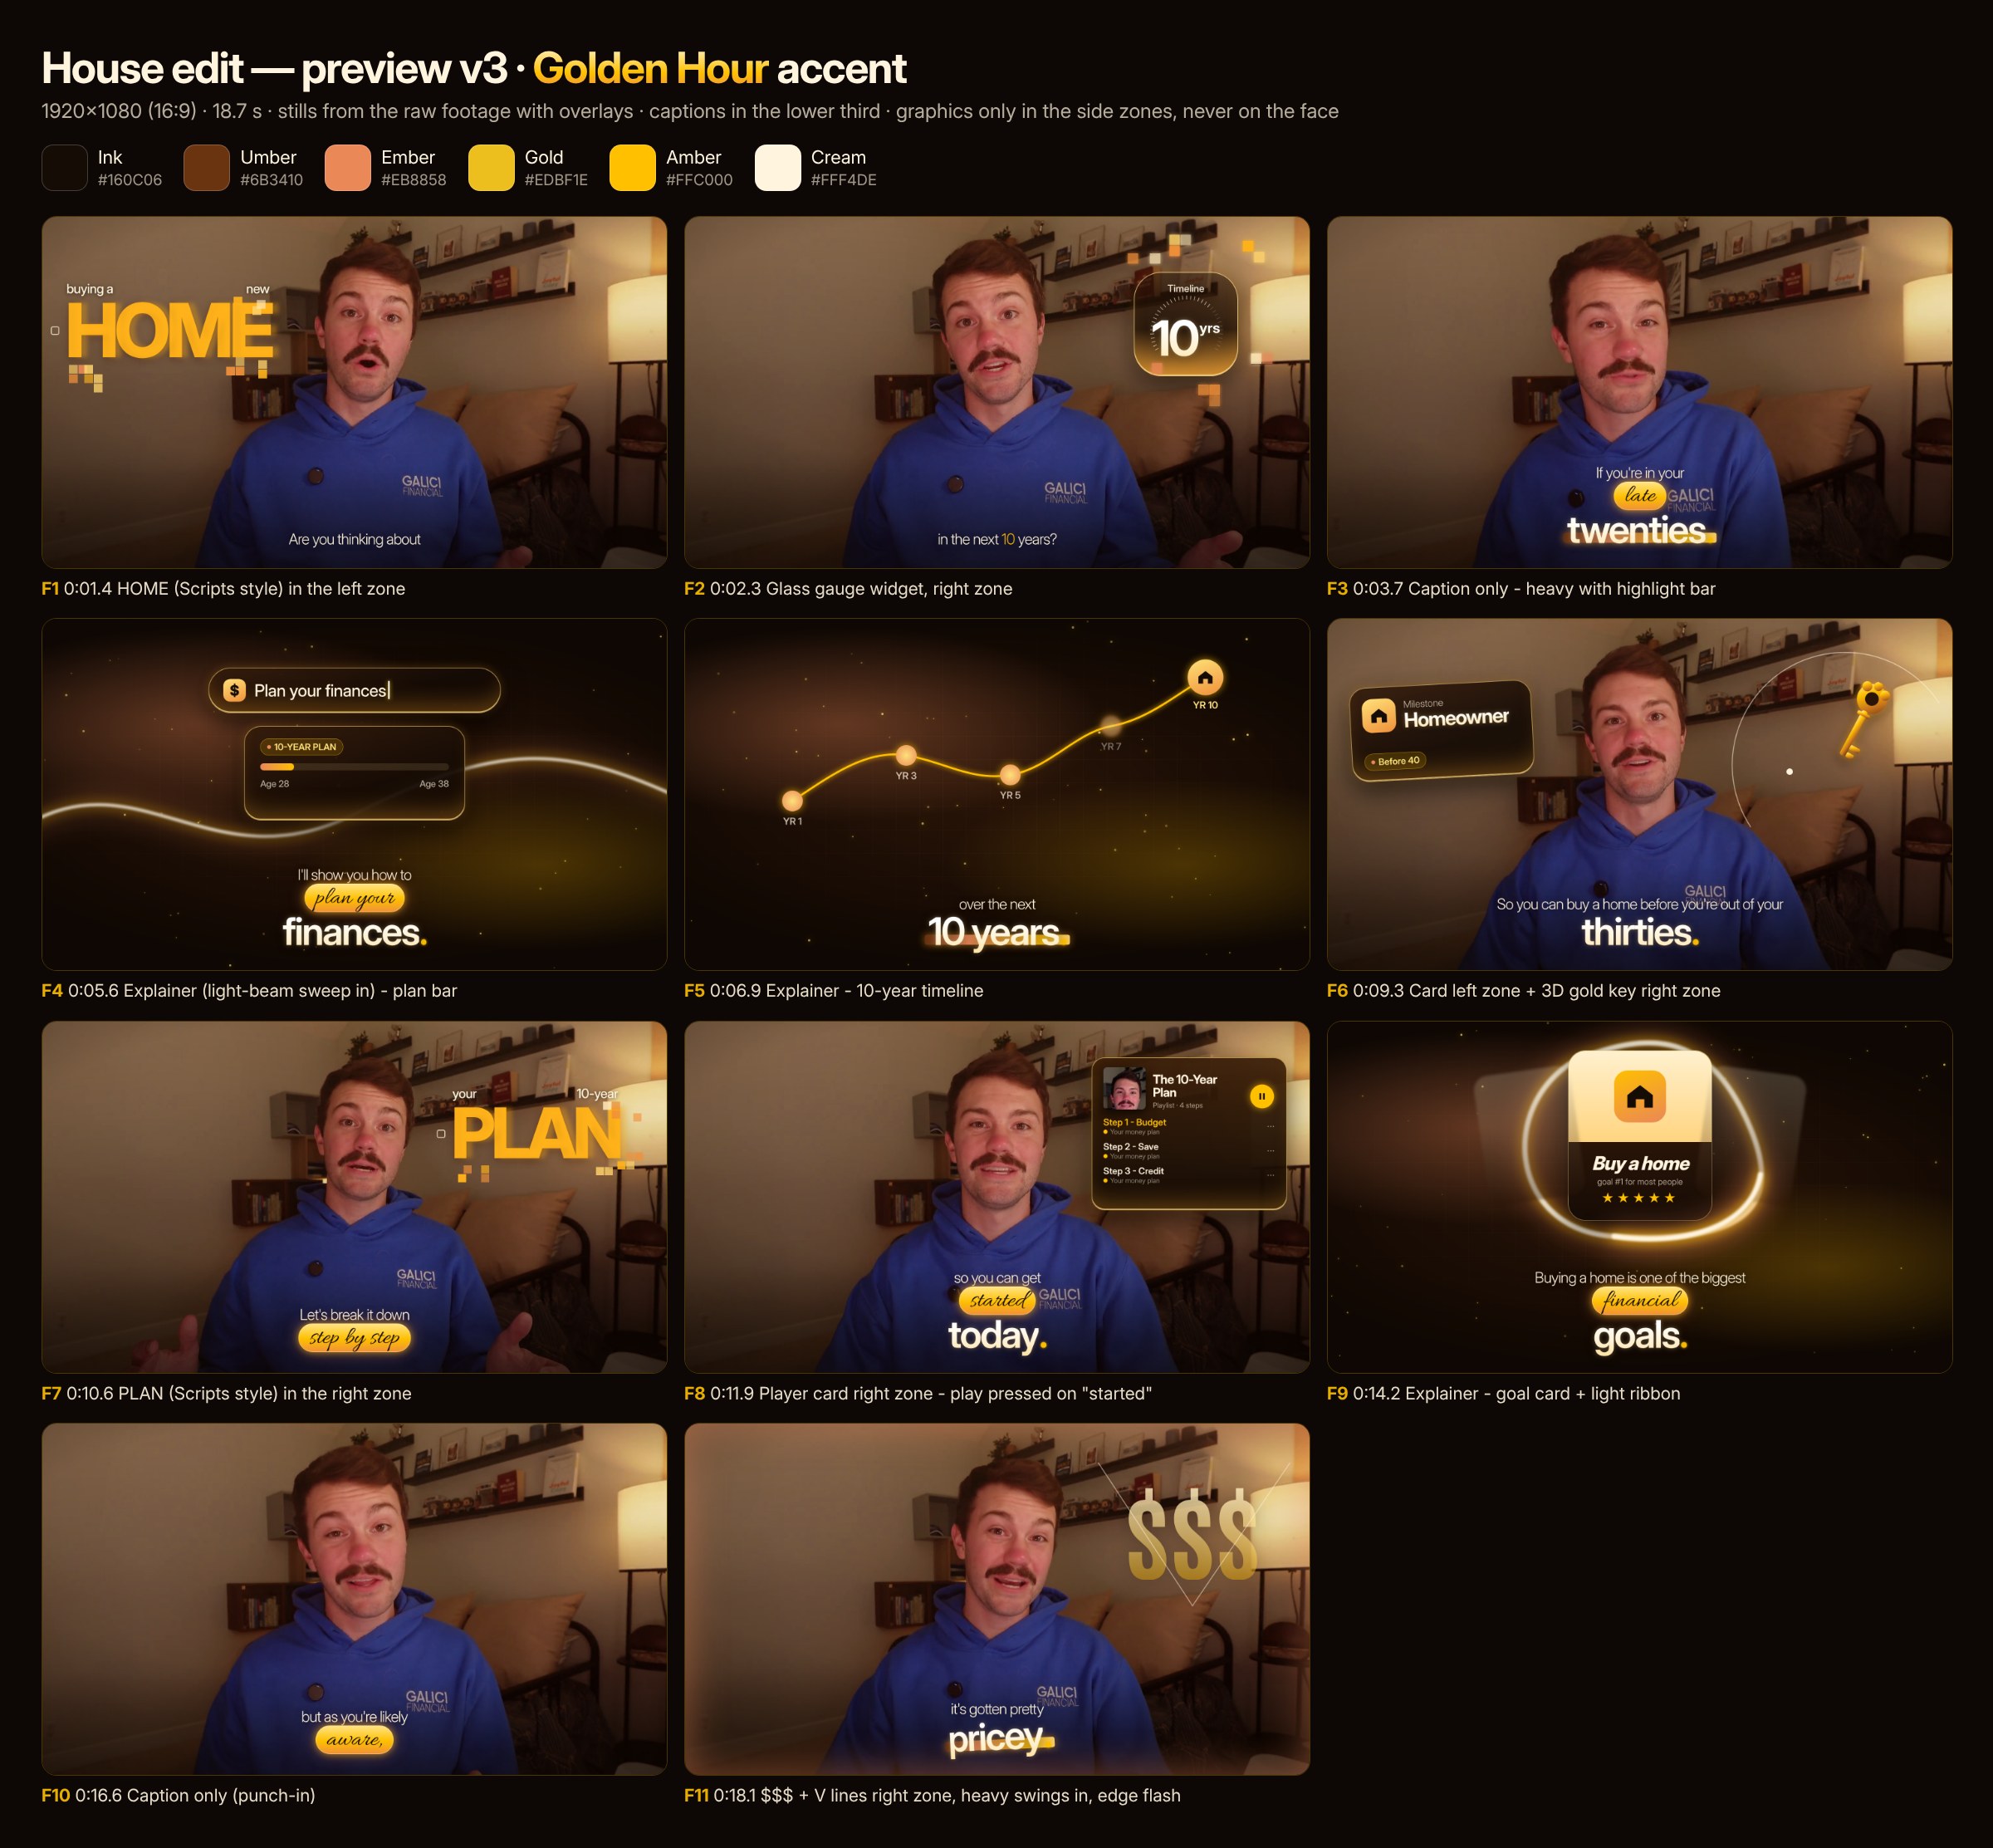 House edit — preview v3 · Golden Hour accent
1920×1080 (16:9) · 18.7 s · stills from the raw footage with overlays · captions in the lower third · graphics only in the side zones, never on the face
Ink
#160C06
Umber
#6B3410
Ember
#EB8858
Gold
#EDBF1E
Amber
#FFC000
Cream
#FFF4DE
buying a new
HOME
GALICI
FINANCIAL
Are you thinking about
F1 0:01.4 HOME (Scripts style) in the left zone
Timeline
10 yrs
GALICI
FINANCIAL
in the next 10 years?
F2 0:02.3 Glass gauge widget, right zone
If you're in your
late
GALICI
FINANCIAL
twenties
F3 0:03.7 Caption only - heavy with highlight bar
$ Plan your finances
10-YEAR PLAN
Age 28 Age 38
I'll show you how to
plan your
finances.
F4 0:05.6 Explainer (light-beam sweep in) - plan bar
YR 10
YR 7
YR 3
YR 5
YR 1
over the next
10 years
F5 0:06.9 Explainer - 10-year timeline
Milestone
Homeowner
Before 40
GALICI
So you can buy a home before you're out of your
thirties.
F6 0:09.3 Card left zone + 3D gold key right zone
your 10-year
PLAN
GALICI
FINANCIAL
Let's break it down
step by step
F7 0:10.6 PLAN (Scripts style) in the right zone
The 10-Year
Plan
Playlist · 4 steps
Step 1 - Budget
Your money plan
Step 2 - Save
Your money plan
Step 3 - Credit
Your money plan
so you can get
started
GALICI
FINANCIAL
today.
F8 0:11.9 Player card right zone - play pressed on "started"
Buy a home
goal #1 for most people
Buying a home is one of the biggest
financial
goals.
F9 0:14.2 Explainer - goal card + light ribbon
GALICI
FINANCIAL
but as you're likely
aware,
F10 0:16.6 Caption only (punch-in)
$$$
GALICI
FINANCIAL
it's gotten pretty
pricey
F11 0:18.1 $$$ + V lines right zone, heavy swings in, edge flash